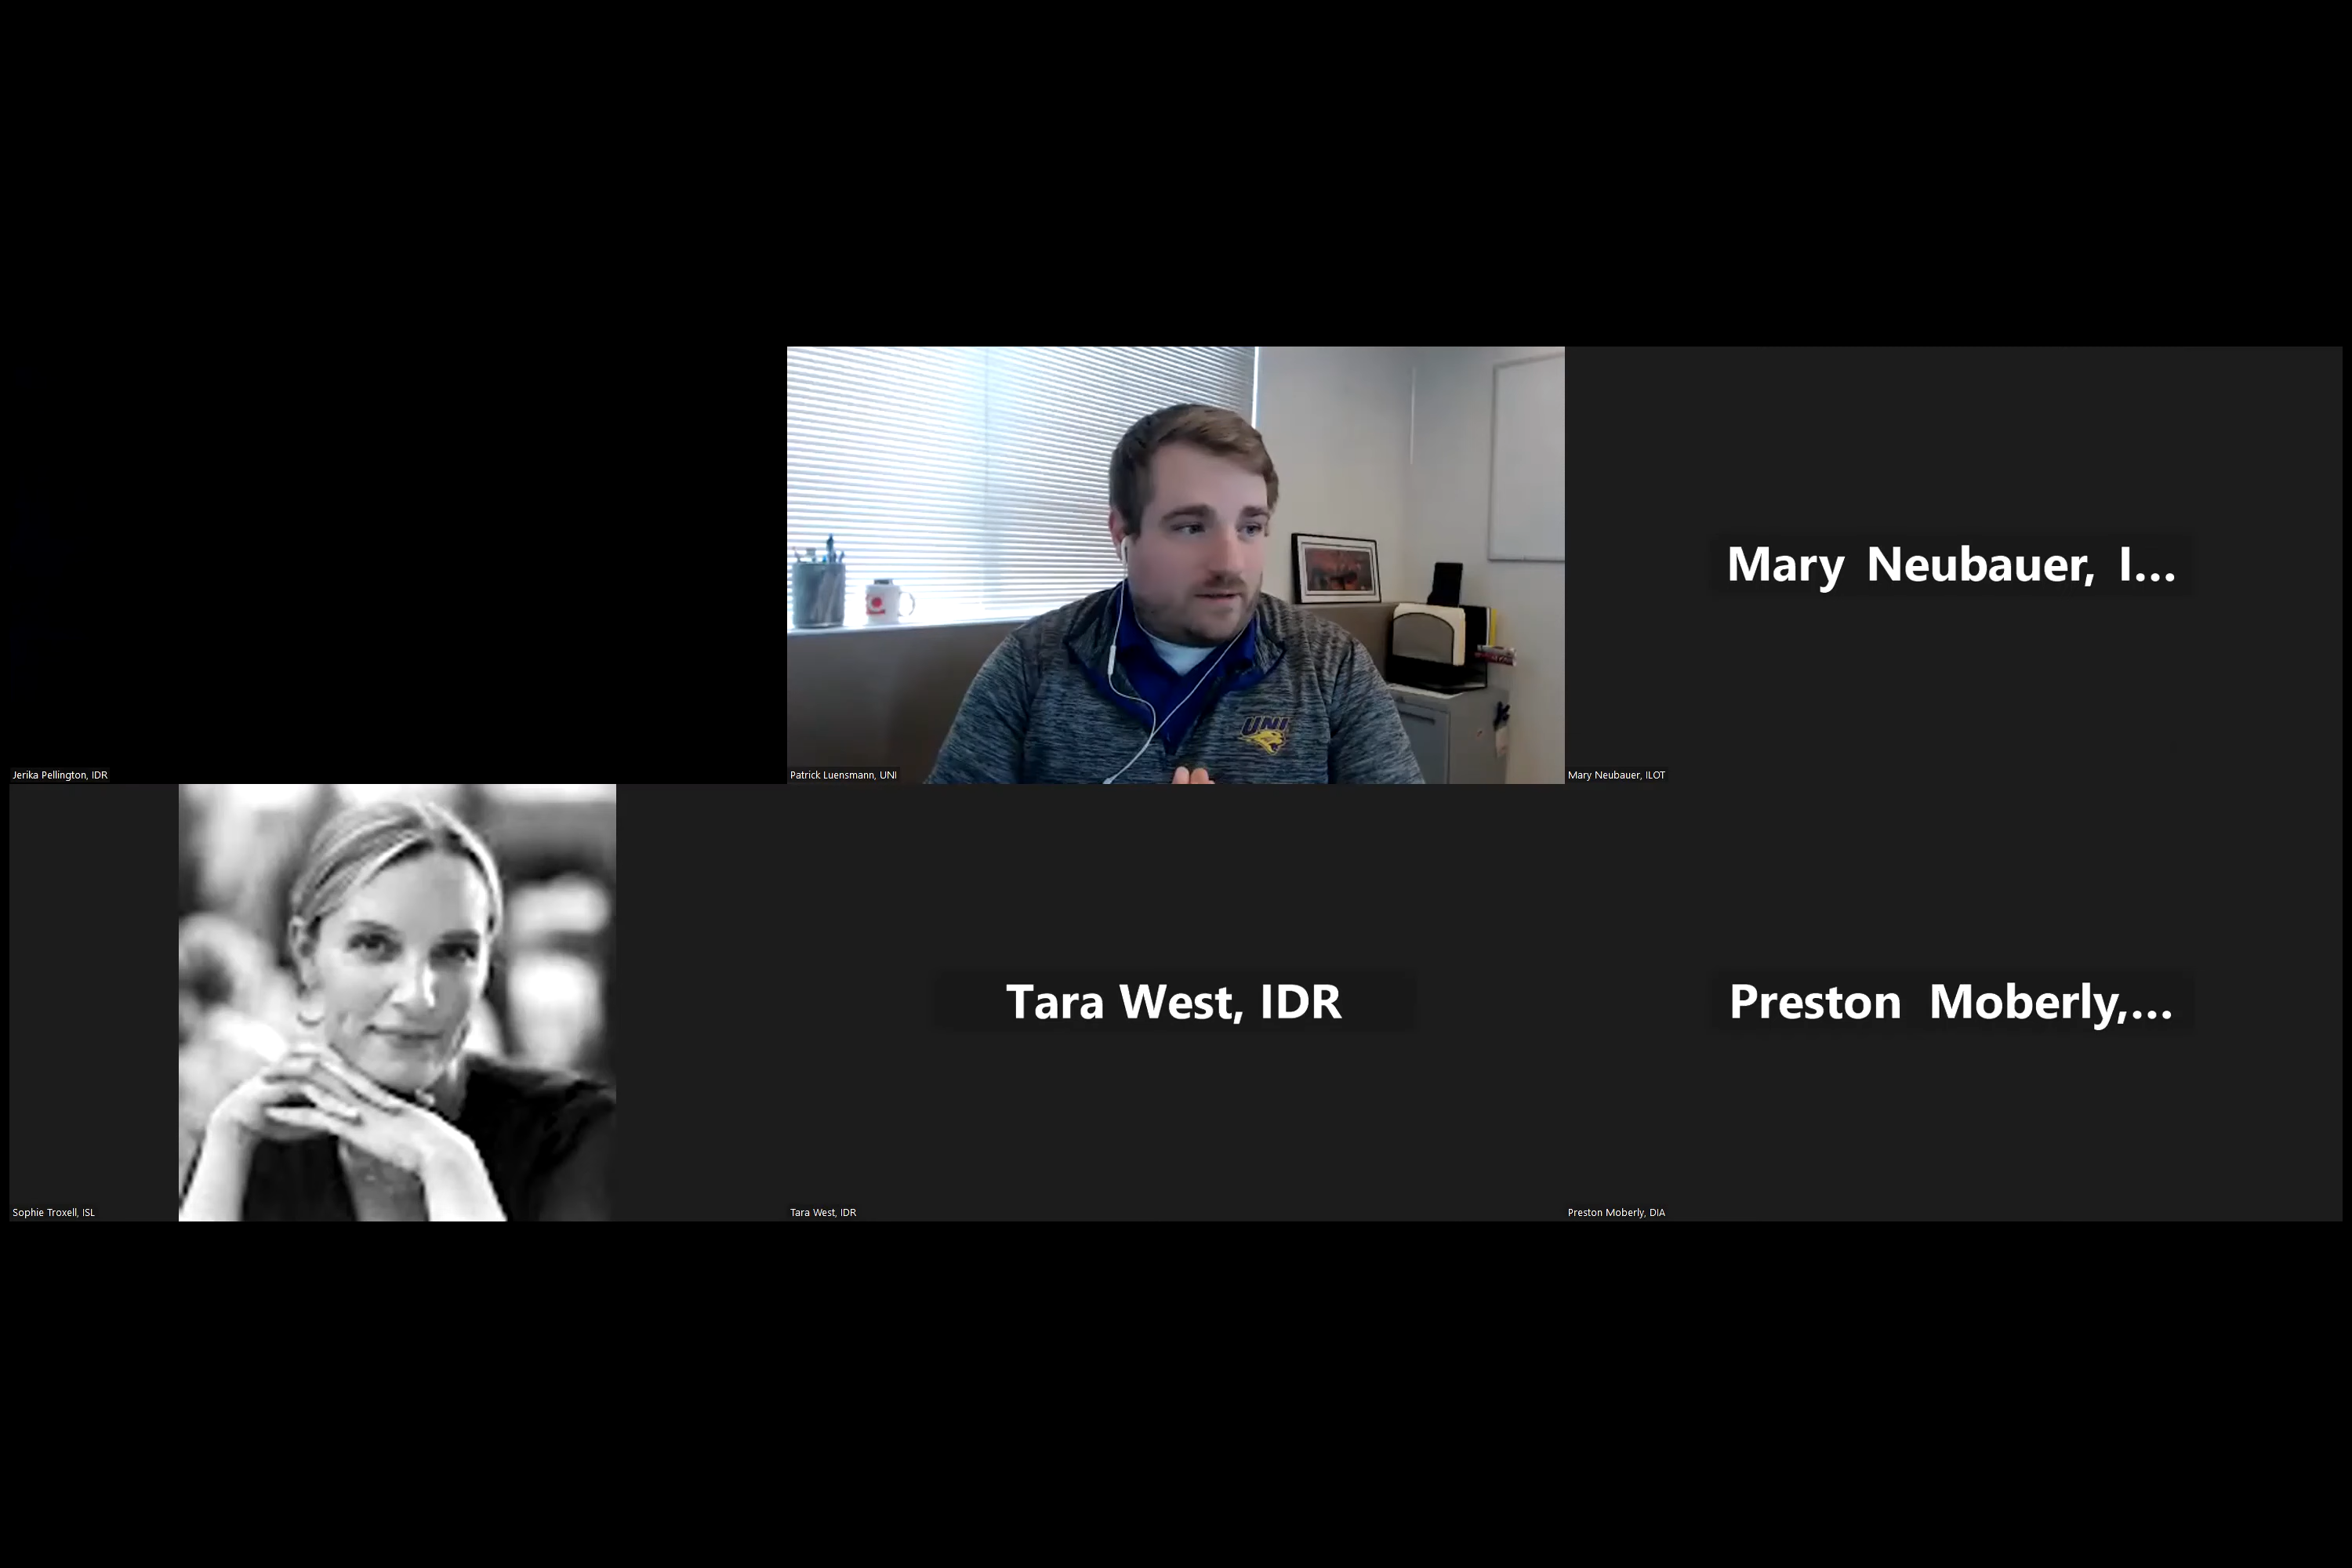 UNI
Mary Neubauer, I...
Jerika Pellington, IDR
Patrick Luensmann, UNI
Mary Neubauer, ILOT
Tara West, IDR
Preston Moberly,...
Sophie Troxell, ISL
Tara West, IDR
Preston Moberly, DIA